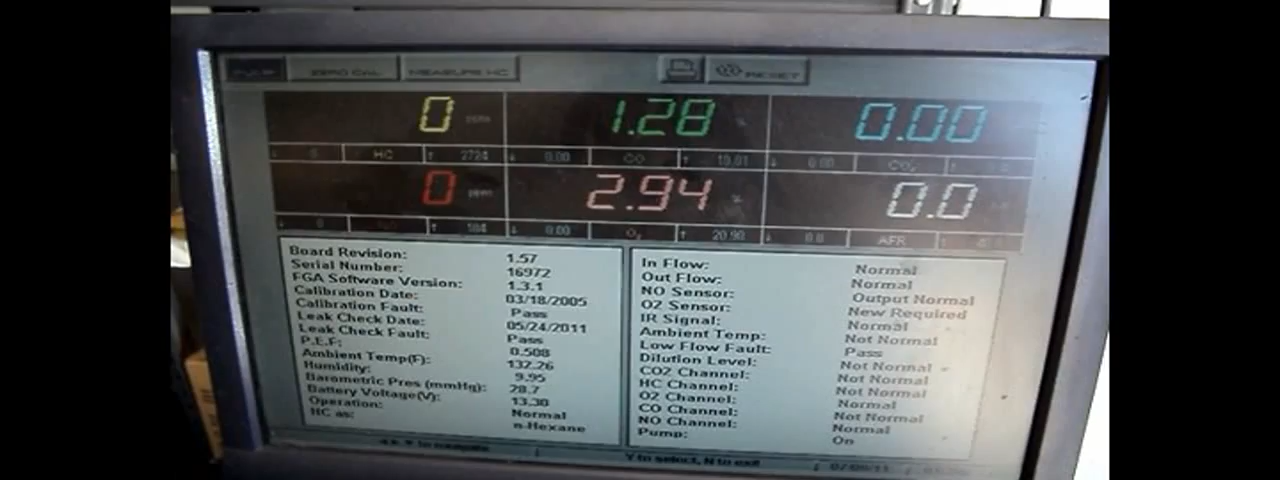 ZERO CAL MEASURE HC RESET
0 ppm 1.28 % 0.00
HC ↑ 2724 ↓ 0.00 CO ↑ ↓ 0.00 CO₂ ↑
0 ppm 2.94 % 0.0
↑ 184 ↓ 0.00 O₂ ↑ 20.90 ↓ 0.0 AFR ↑
Board Revision: 1.57
Serial Number: 16972
FGA Software Version: 1.3.1
Calibration Date: 03/18/2005
Calibration Fault: Pass
Leak Check Date: 05/24/2011
Leak Check Fault: Pass
P.E.F: 0.508
Ambient Temp(F): 132.26
Humidity: 9.95
Barometric Pres (mmHg): 28.7
Battery Voltage(V): 13.30
Operation: Normal
HC as: n-Hexane
In Flow: Normal
Out Flow: Normal
NO Sensor: Output Normal
O2 Sensor: New Required
IR Signal: Normal
Ambient Temp: Not Normal
Low Flow Fault: Pass
Dilution Level: Not Normal
CO2 Channel: Not Normal
HC Channel: Not Normal
O2 Channel: Normal
CO Channel: Not Normal
NO Channel: Normal
Pump: On
to navigate Y to select, N to exit